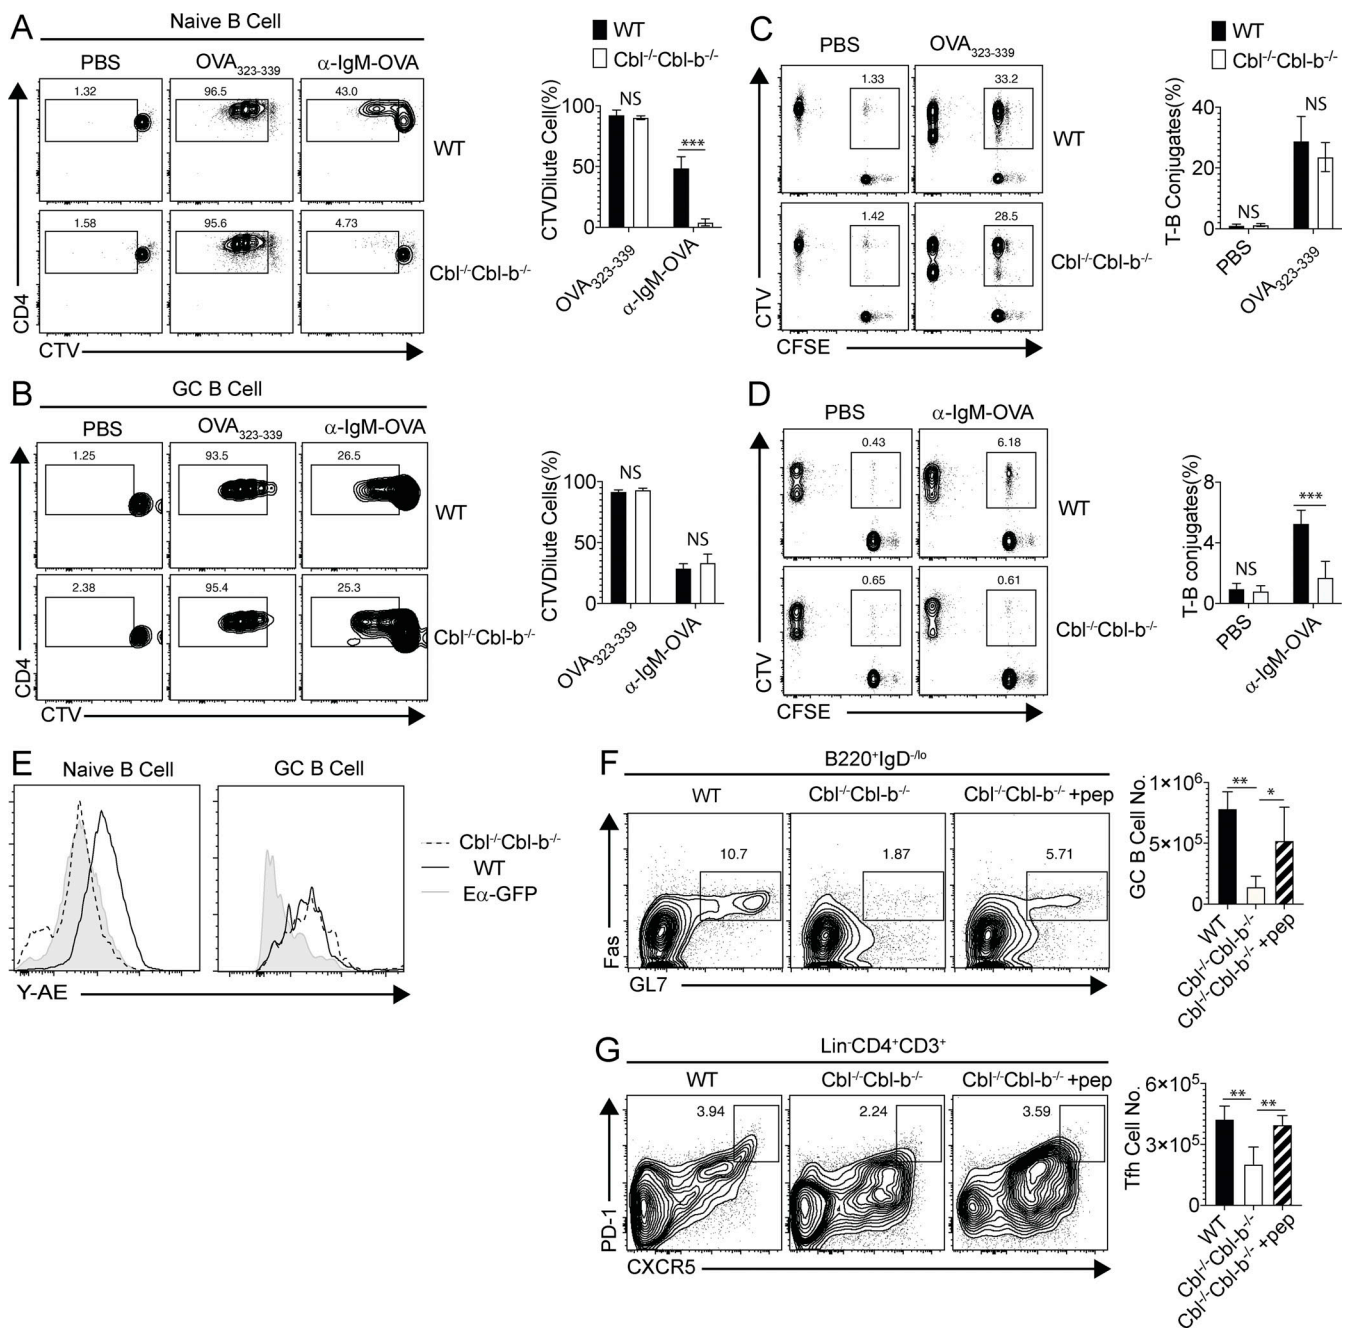 A
Naive B Cell
PBS
OVA323-339
α-IgM-OVA
1.32
96.5
43.0
WT
1.58
95.6
4.73
Cbl-/-Cbl-b-/-
CD4
CTV
WT
Cbl-/-Cbl-b-/-
CTVDilute Cell(%)
100
50
0
NS
***
OVA323-339
α-IgM-OVA
C
PBS
OVA323-339
1.33
33.2
WT
1.42
28.5
Cbl-/-Cbl-b-/-
CTV
CFSE
WT
Cbl-/-Cbl-b-/-
T-B Conjugates(%)
40
20
0
NS
NS
PBS
OVA323-339
B
GC B Cell
PBS
OVA323-339
α-IgM-OVA
1.25
93.5
26.5
WT
2.38
95.4
25.3
Cbl-/-Cbl-b-/-
CD4
CTV
CTVDilute Cells(%)
100
50
0
NS
NS
OVA323-339
α-IgM-OVA
D
PBS
α-IgM-OVA
0.43
6.18
WT
0.65
0.61
Cbl-/-Cbl-b-/-
CTV
CFSE
T-B conjugates(%)
8
4
0
NS
***
PBS
α-IgM-OVA
E
Naive B Cell
GC B Cell
Cbl-/-Cbl-b-/-
WT
Eα-GFP
Y-AE
F
B220+IgD-/lo
WT
Cbl-/-Cbl-b-/-
Cbl-/-Cbl-b-/- +pep
10.7
1.87
5.71
Fas
GL7
GC B Cell No.
1×10⁶
5×10⁵
0
**
*
WT
Cbl-/-Cbl-b-/-
Cbl-/-Cbl-b-/- +pep
G
Lin-CD4+CD3+
WT
Cbl-/-Cbl-b-/-
Cbl-/-Cbl-b-/- +pep
3.94
2.24
3.59
PD-1
CXCR5
Tfh Cell No.
6×10⁵
3×10⁵
0
**
**
WT
Cbl-/-Cbl-b-/-
Cbl-/-Cbl-b-/- +pep